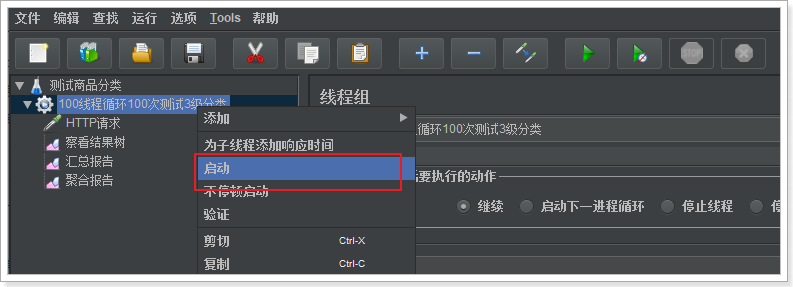 文件 编辑 查找 运行 选项 Tools 帮助
STOP
测试商品分类
100线程循环100次测试3级分类
HTTP请求
察看结果树
汇总报告
聚合报告
线程组
添加
循环100次测试3级分类
为子线程添加响应时间
启动
要执行的动作
不停顿启动
继续 启动下一进程循环 停止线程
验证
剪切 Ctrl-X
复制 Ctrl-C